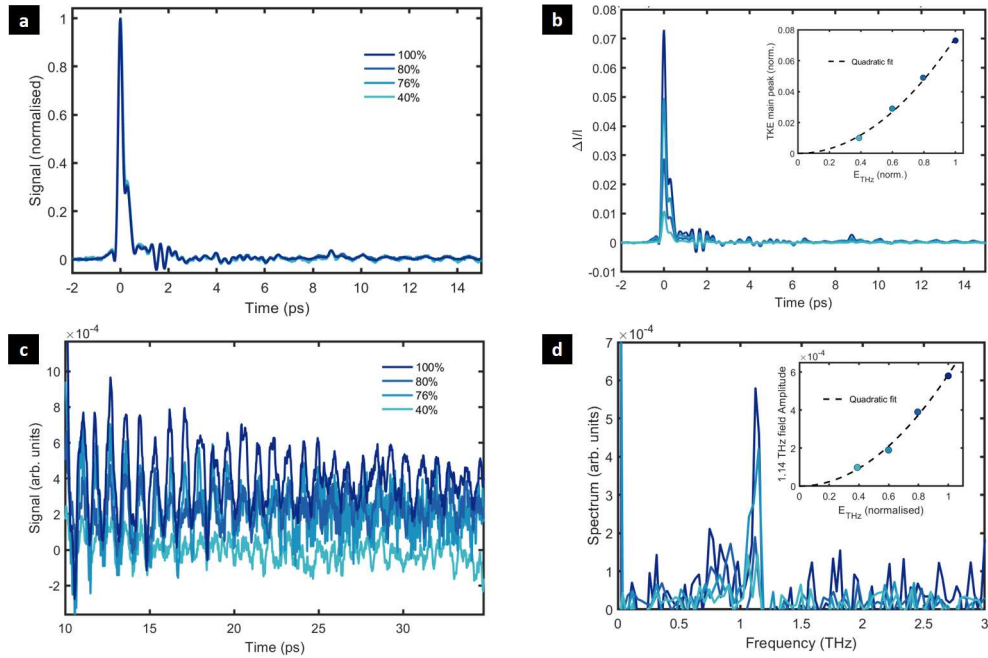 a
Signal (normalised)
1
0.8
0.6
0.4
0.2
0
-2 0 2 4 6 8 10 12 14
Time (ps)
100%
80%
76%
40%
b
ΔI/I
0.08
0.07
0.06
0.05
0.04
0.03
0.02
0.01
0
-0.01
-2 0 2 4 6 8 10 12 14
Time (ps)
TKE main peak (norm.)
0.08
0.06
0.04
0.02
0
0 0.2 0.4 0.6 0.8 1
E_THz (norm.)
Quadratic fit
c
×10⁻⁴
Signal (arb. units)
10
8
6
4
2
0
-2
10 15 20 25 30
Time (ps)
100%
80%
76%
40%
d
×10⁻⁴
Spectrum (arb. units)
7
6
5
4
3
2
1
0
0 0.5 1 1.5 2 2.5 3
Frequency (THz)
×10⁻⁴
1.14 THz field Amplitude
6
4
2
0
0 0.2 0.4 0.6 0.8 1
E_THz (normalised)
Quadratic fit